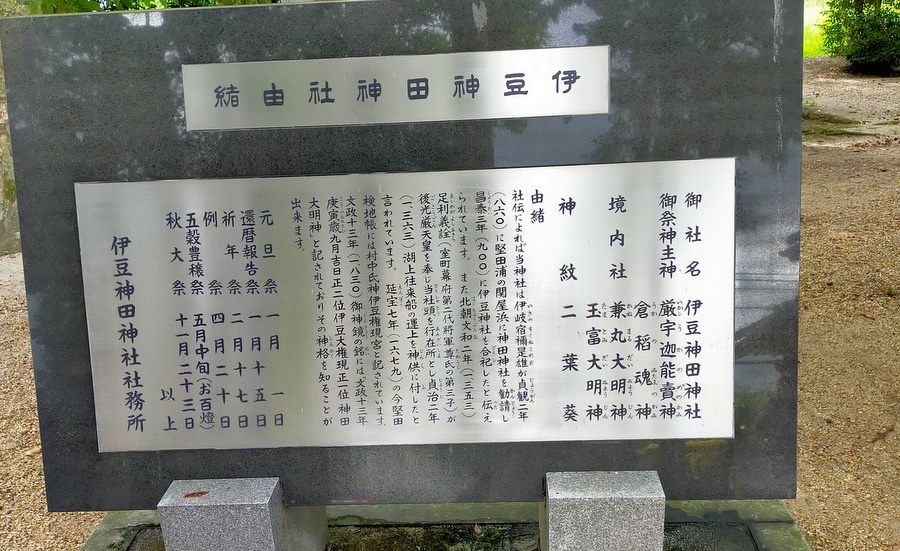 伊豆神田神社由緒
御社名 伊豆神田神社
御祭神主神 厳宇迦能賣神
倉稻魂神
境内社 兼丸大明神
玉富大明神
神紋 二葉葵
由緒
社伝によれば当神社は伊岐宿禰是雄が貞観二年
(八六〇)に堅田浦の関屋浜に神田神社を勧請し
昌泰三年(九〇〇)に伊豆神社を合祀したと伝え
られています。また北朝文和二年(一三五三)
足利義詮(室町幕府第二代将軍尊氏の第三子)が
後光厳天皇を奉じ当社頭を行在所とし貞治二年
(一三六三)湖上往来船の運上を神供に付したと
言われています。延宝七年(一六七九)の今堅田
検地帳には村中氏神伊豆権現宮と記されています。
文政十三年(一八三〇)御神鏡の銘には文政十三年
庚寅歳九月吉日正二位伊豆大権現正一位神田
大明神と記されておりその神格を知ることが
出来ます。
元旦祭 一月一日
還暦報告祭 一月十五日
祈年祭 二月十七日
例祭 四月二十日
五穀豊穣祭 五月中旬(お百燈)
秋大祭 十一月二十三日
以上
伊豆神田神社社務所